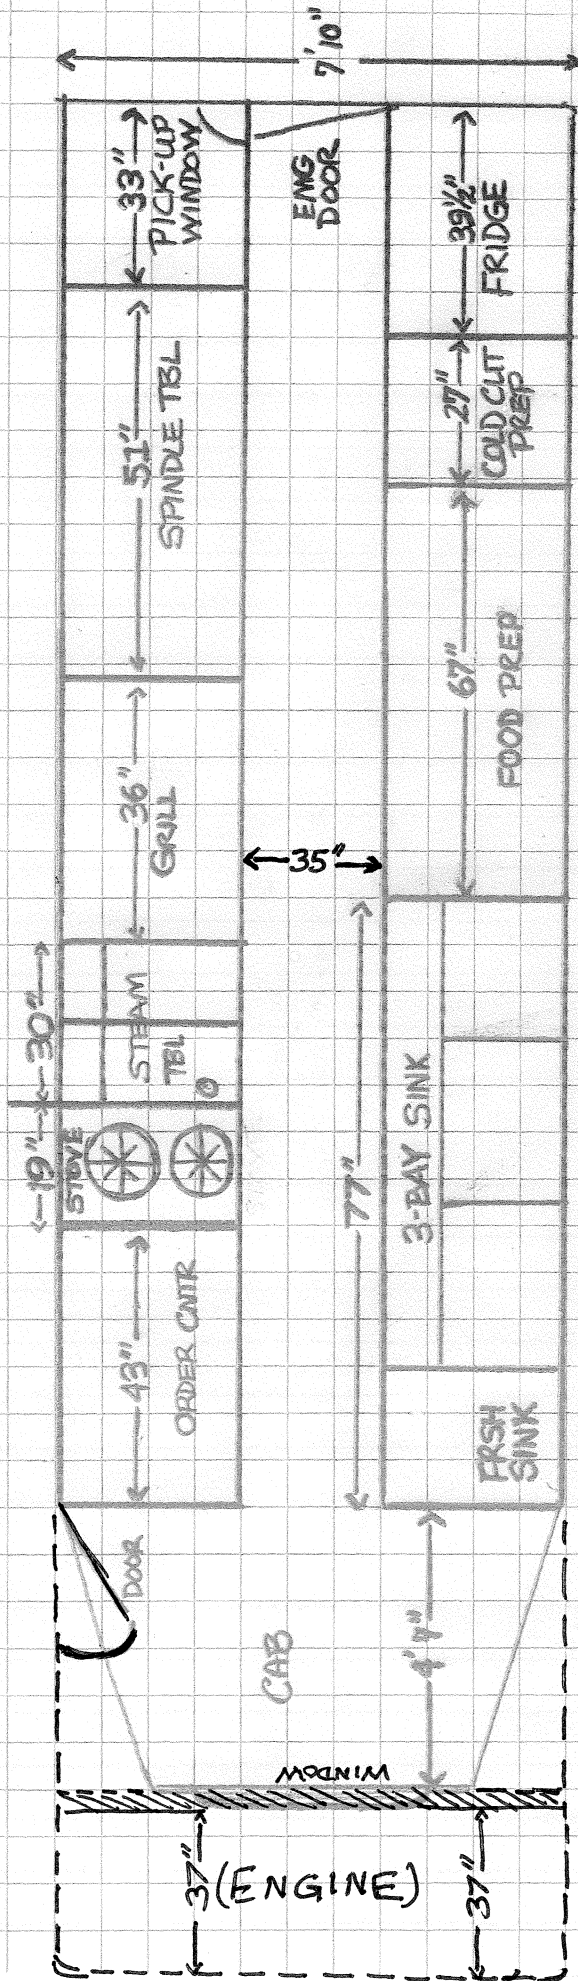 7'10"
33"
PICK-UP
WINDOW
EMG
DOOR
39½"
FRIDGE
51"
SPINDLE TBL
27"
COLD CUT
PREP
36"
GRILL
67"
FOOD PREP
35"
30"
STEAM
TBL
19"
STOVE
77"
3-BAY SINK
43"
ORDER CNTR
FRSH
SINK
DOOR
CAB
WINDOW
37"
(ENGINE)
37"